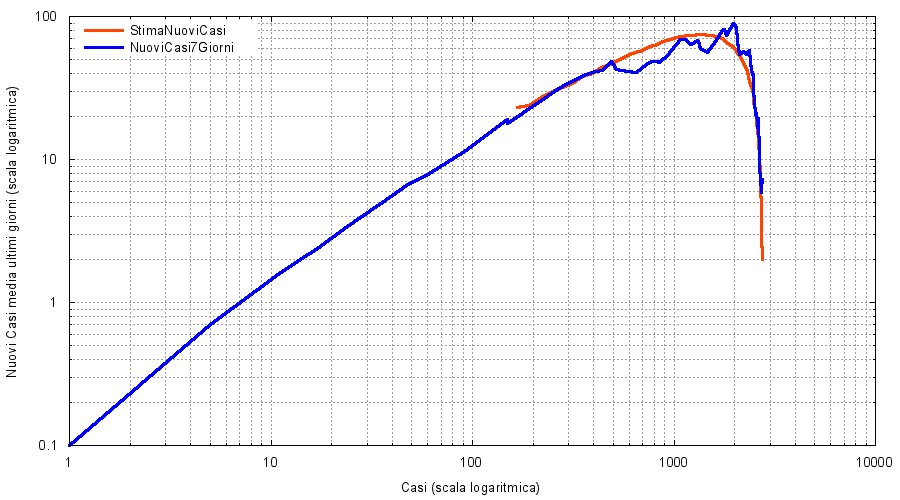 100
10
1
0.1
StimaNuoviCasi
NuoviCasi7Giorni
Nuovi Casi media ultimi giorni (scala logaritmica)
1
10
100
1000
10000
Casi (scala logaritmica)